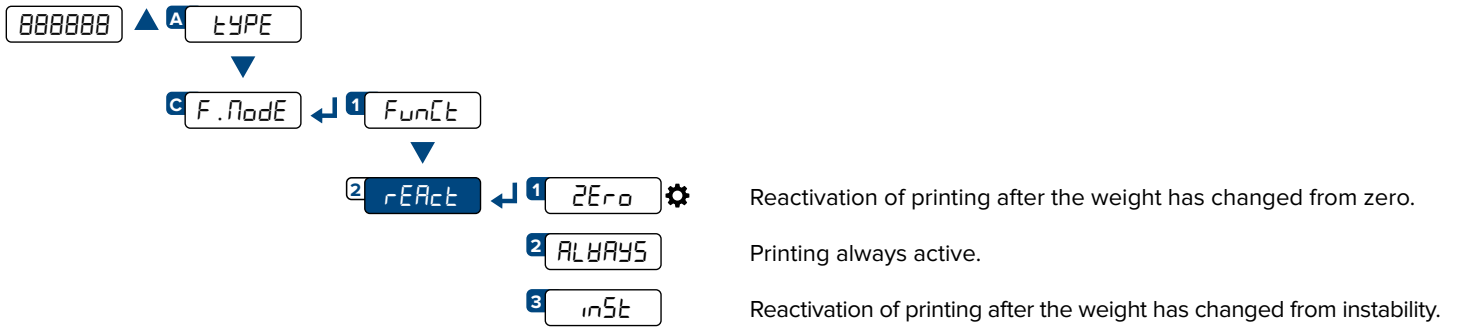 888888 A tYPE
C F.ModE 1 FunCt
2 rEAct 1 ZEro Reactivation of printing after the weight has changed from zero.
2 ALWAYS Printing always active.
3 inSt Reactivation of printing after the weight has changed from instability.